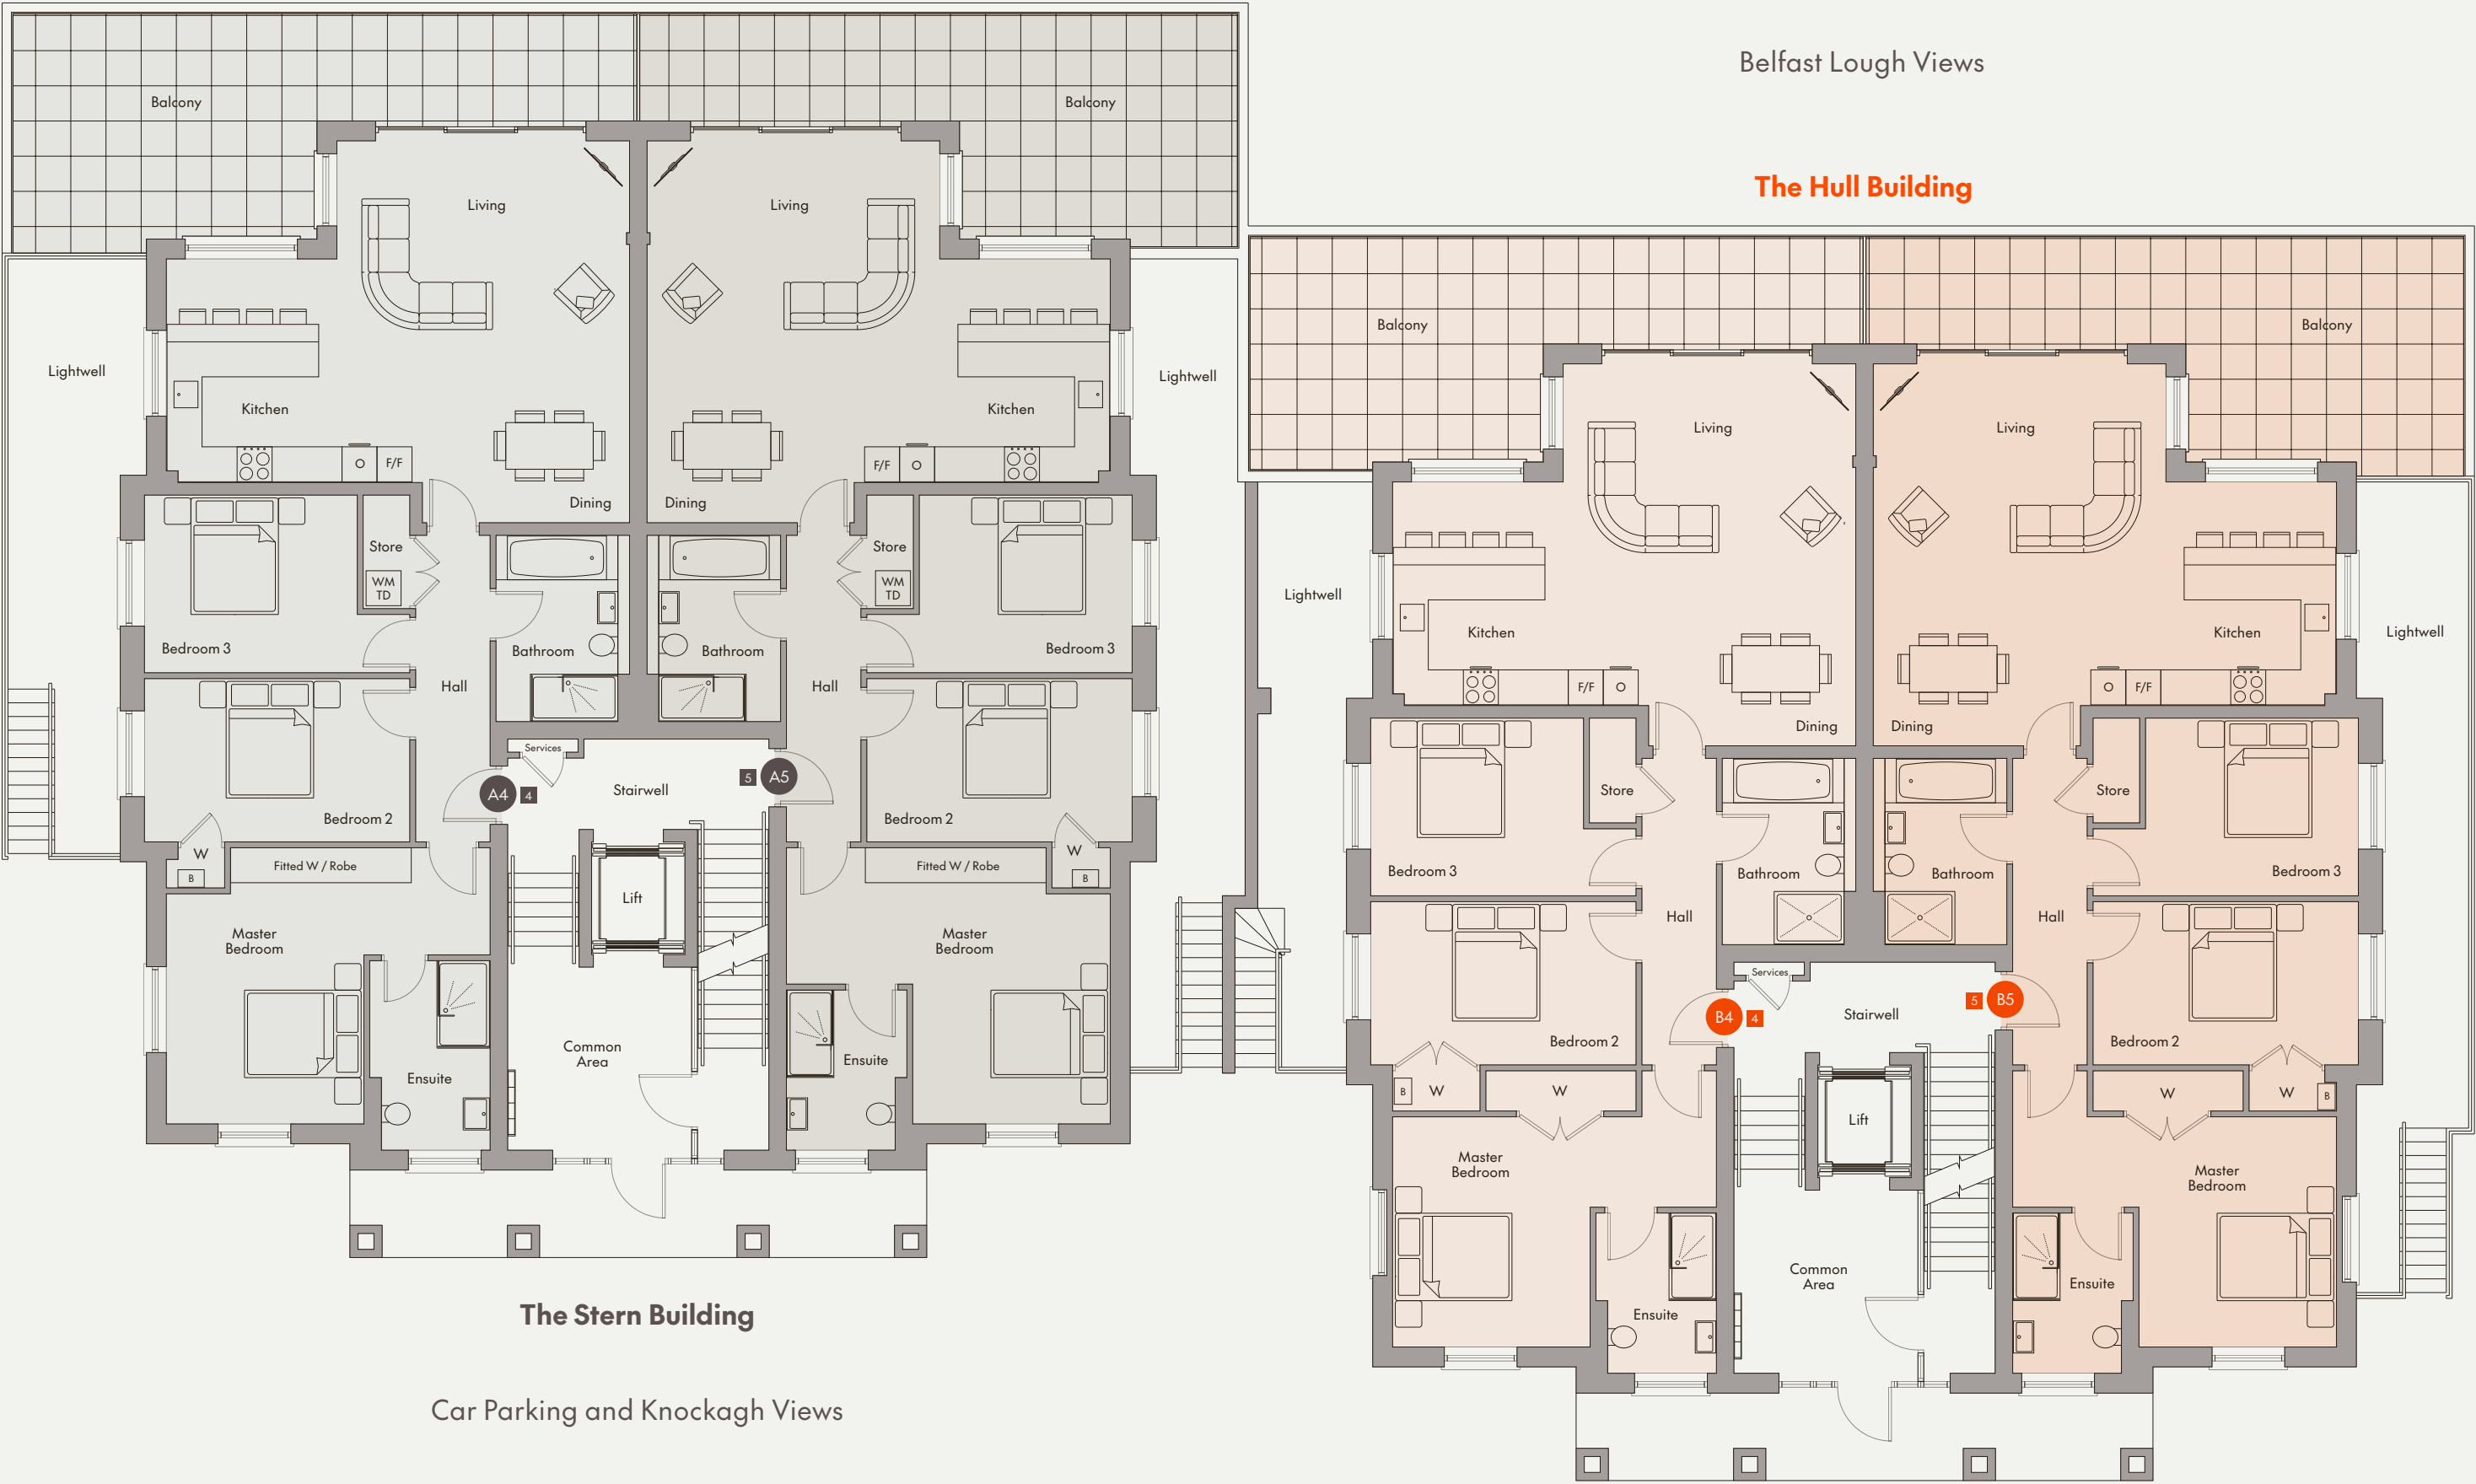 Belfast Lough Views
The Hull Building
Balcony
Balcony
Living
Living
Lightwell
Lightwell
Kitchen
Kitchen
F/F
F/F
Dining
Dining
Store
Store
WM
TD
WM
TD
Bedroom 3
Bathroom
Bathroom
Bedroom 3
Hall
Hall
Services
A4
4
Stairwell
5
A5
Bedroom 2
Bedroom 2
W
B
Fitted W / Robe
Fitted W / Robe
W
B
Lift
Master
Bedroom
Master
Bedroom
Common
Area
Ensuite
Ensuite
The Stern Building
Car Parking and Knockagh Views
Balcony
Balcony
Living
Living
Lightwell
Lightwell
Kitchen
Kitchen
F/F
F/F
Dining
Dining
Store
Store
Bedroom 3
Bathroom
Bathroom
Bedroom 3
Hall
Hall
Services
B4
4
Stairwell
5
B5
Bedroom 2
Bedroom 2
B
W
W
W
W
B
Lift
Master
Bedroom
Master
Bedroom
Common
Area
Ensuite
Ensuite